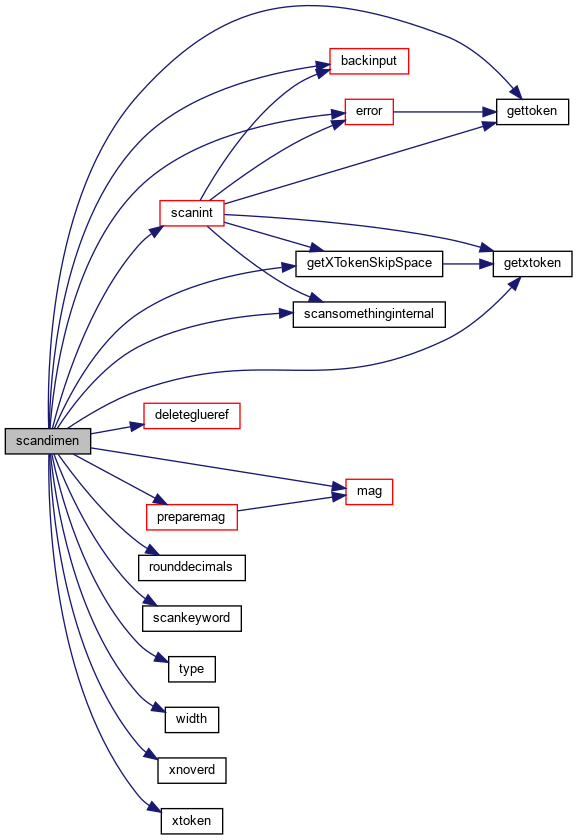 backinput
error
gettoken
scanint
getXTokenSkipSpace
getxtoken
scansomethinginternal
deleteglueref
scandimen
mag
preparemag
rounddecimals
scankeyword
type
width
xnoverd
xtoken